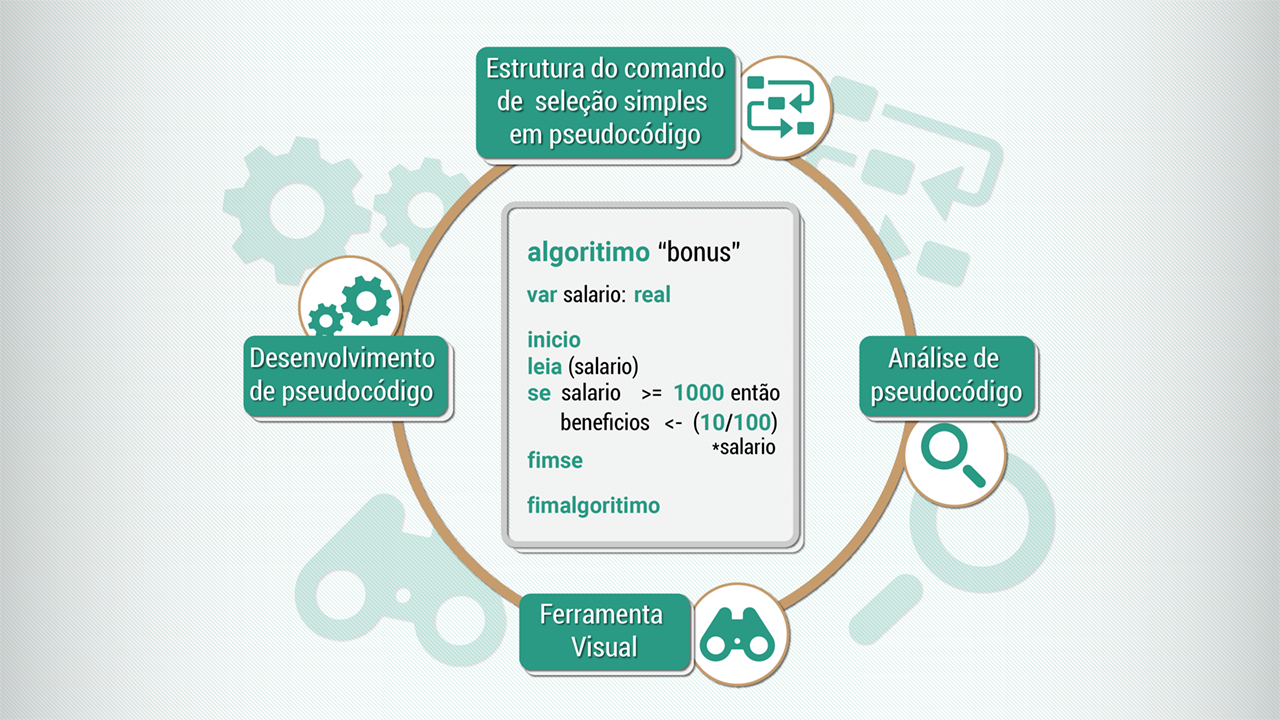 Estrutura do comando
de seleção simples
em pseudocódigo
algoritimo “bonus”
var salario: real
inicio
leia (salario)
se salario >= 1000 então
beneficios <- (10/100)
*salario
fimse
fimalgoritimo
Desenvolvimento
de pseudocódigo
Análise de
pseudocódigo
Ferramenta
Visual